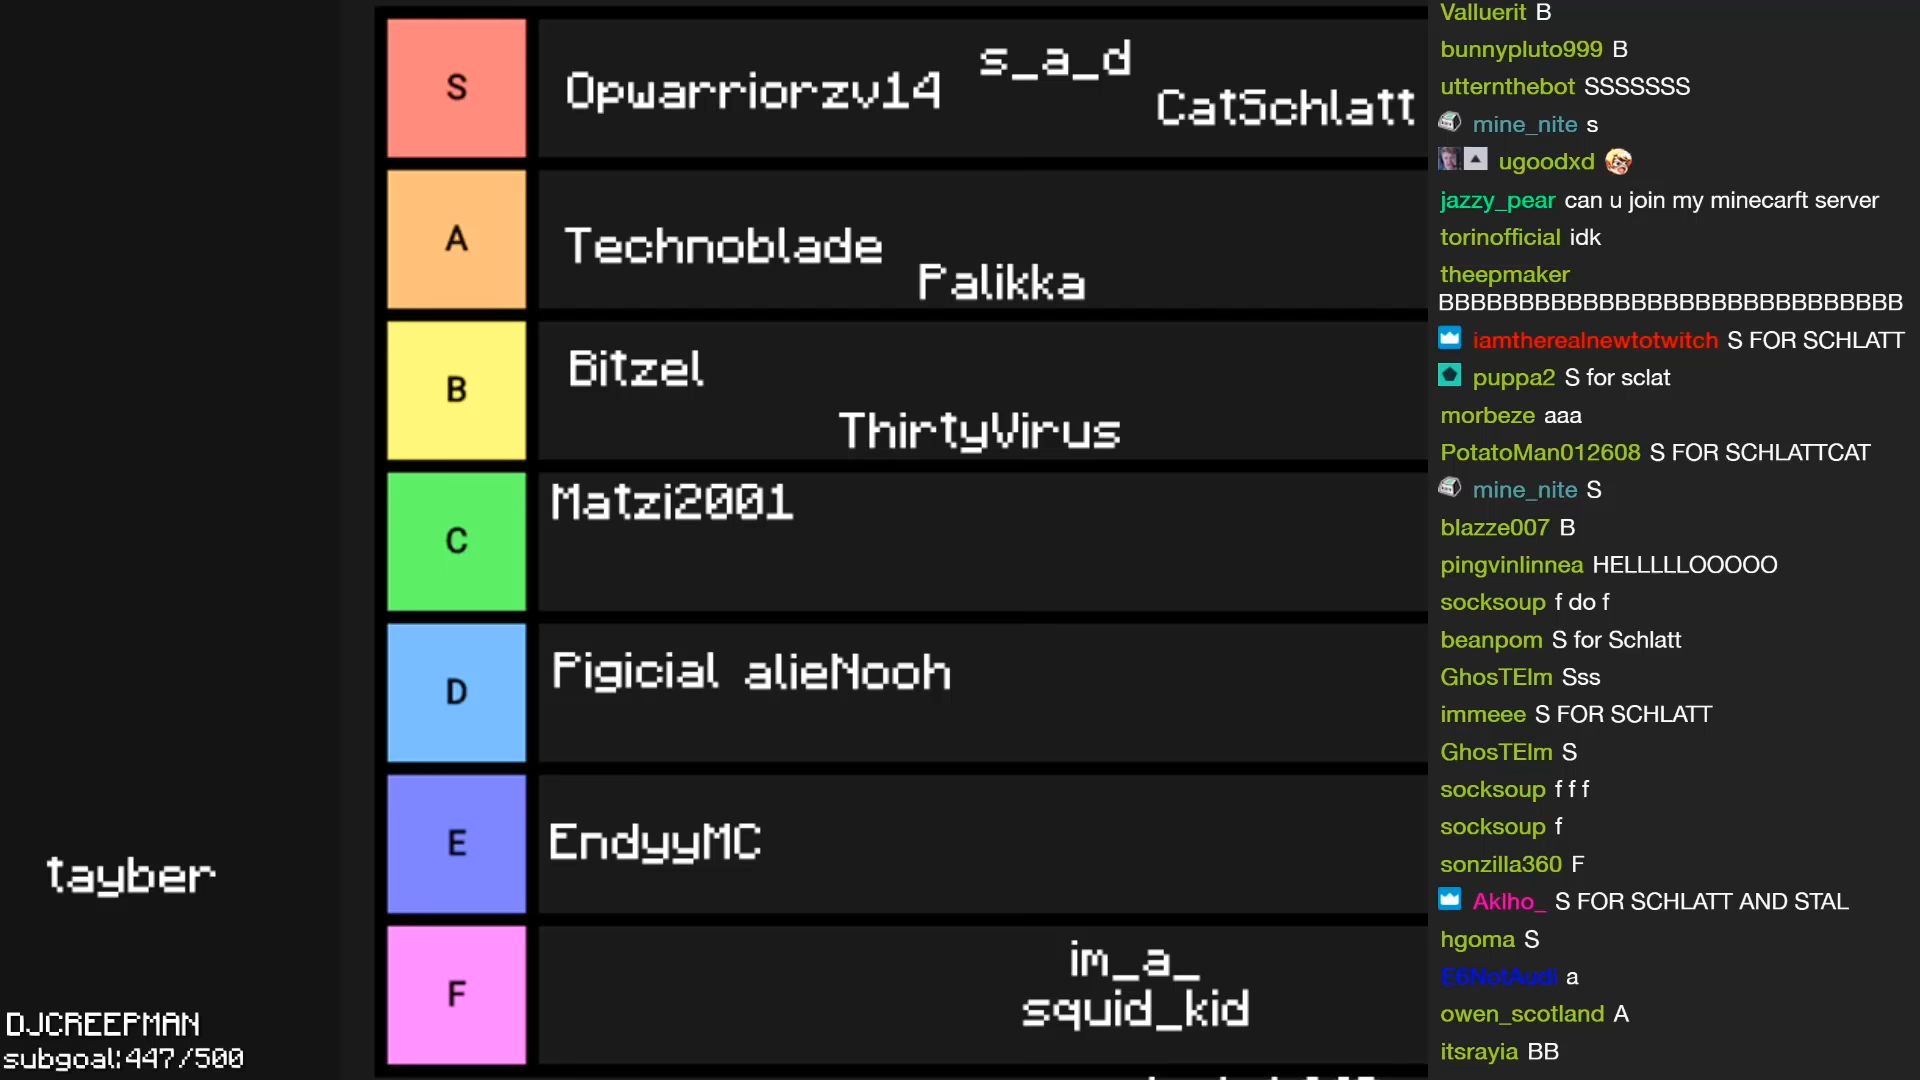 S
Opwarriorzv14
s_a_d
CatSchlatt
A
Technoblade
Palikka
B
Bitzel
ThirtyVirus
C
Matzi2001
D
Pigicial alieNooh
E
EndyyMC
F
im_a_
squid_kid
tayber
DJCREEPMAN
subgoal:447/500
Valluerit B
bunnypluto999 B
utternthebot SSSSSSS
mine_nite s
ugoodxd
jazzy_pear can u join my minecarft server
torinofficial idk
theepmaker
BBBBBBBBBBBBBBBBBBBBBBBBBBBBB
iamtherealnewtotwitch S FOR SCHLATT
puppa2 S for sclat
morbeze aaa
PotatoMan012608 S FOR SCHLATTCAT
mine_nite S
blazze007 B
pingvinlinnea HELLLLLOOOOO
socksoup f do f
beanpom S for Schlatt
GhosTElm Sss
immeee S FOR SCHLATT
GhosTElm S
socksoup f f f
socksoup f
sonzilla360 F
Aklho_ S FOR SCHLATT AND STAL
hgoma S
E6NotAudi a
owen_scotland A
itsrayia BB